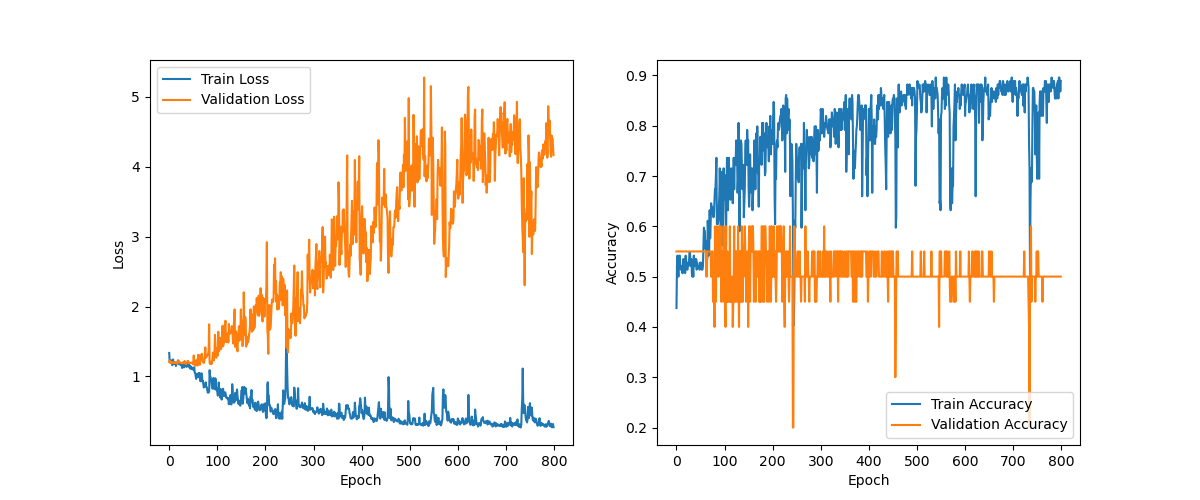 Train Loss
Validation Loss
Loss
5
4
3
2
1
0 100 200 300 400 500 600 700 800
Epoch
Accuracy
0.9
0.8
0.7
0.6
0.5
0.4
0.3
0.2
Train Accuracy
Validation Accuracy
0 100 200 300 400 500 600 700 800
Epoch